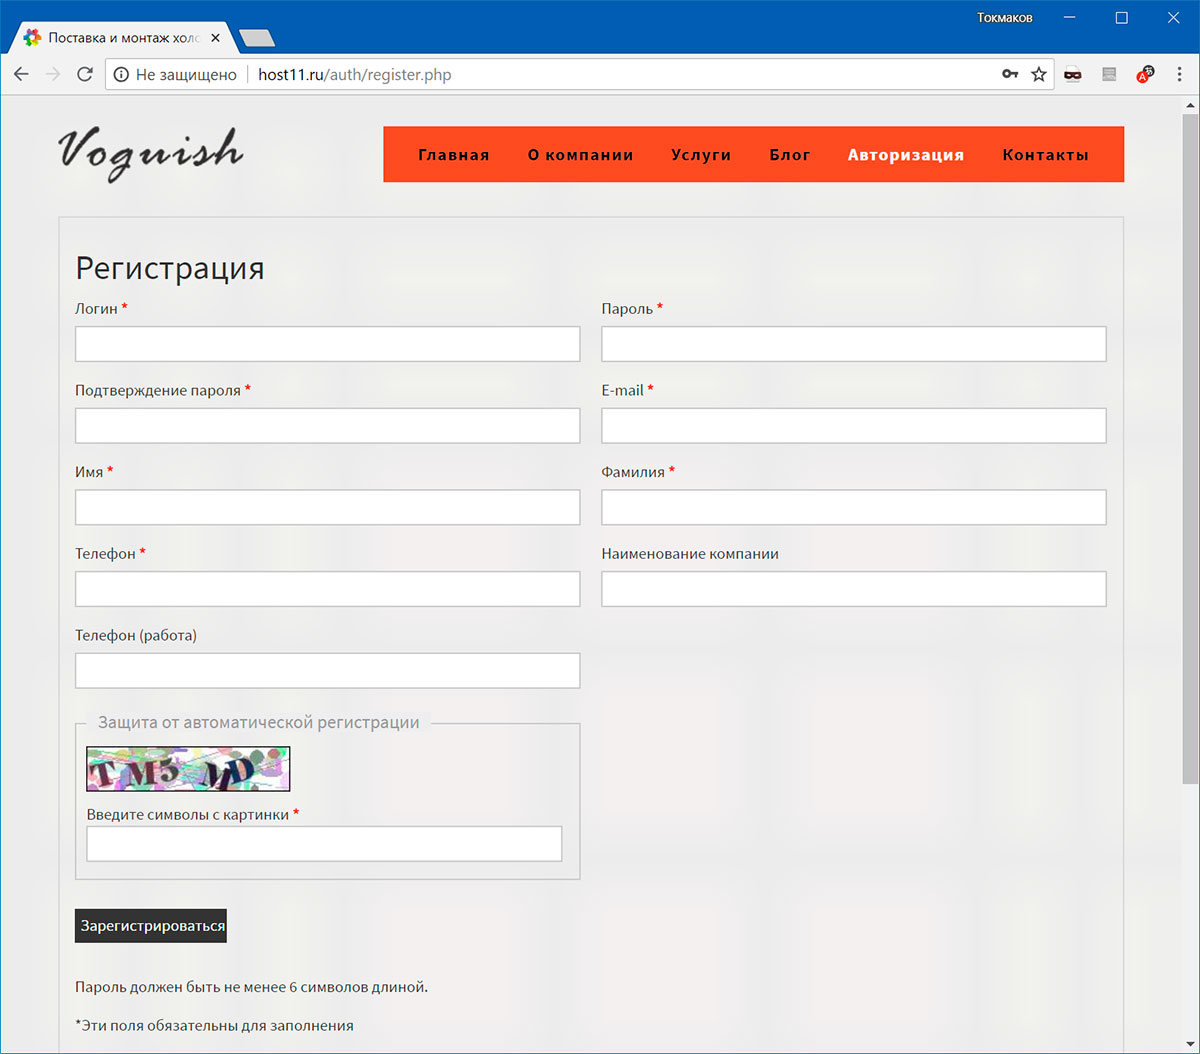 Токмаков
Поставка и монтаж холо
Не защищено host11.ru/auth/register.php
Voguish
Главная О компании Услуги Блог Авторизация Контакты
Регистрация
Логин * Пароль *
Подтверждение пароля * E-mail *
Имя * Фамилия *
Телефон * Наименование компании
Телефон (работа)
Защита от автоматической регистрации
TM5MD
Введите символы с картинки *
Зарегистрироваться
Пароль должен быть не менее 6 символов длиной.
*Эти поля обязательны для заполнения